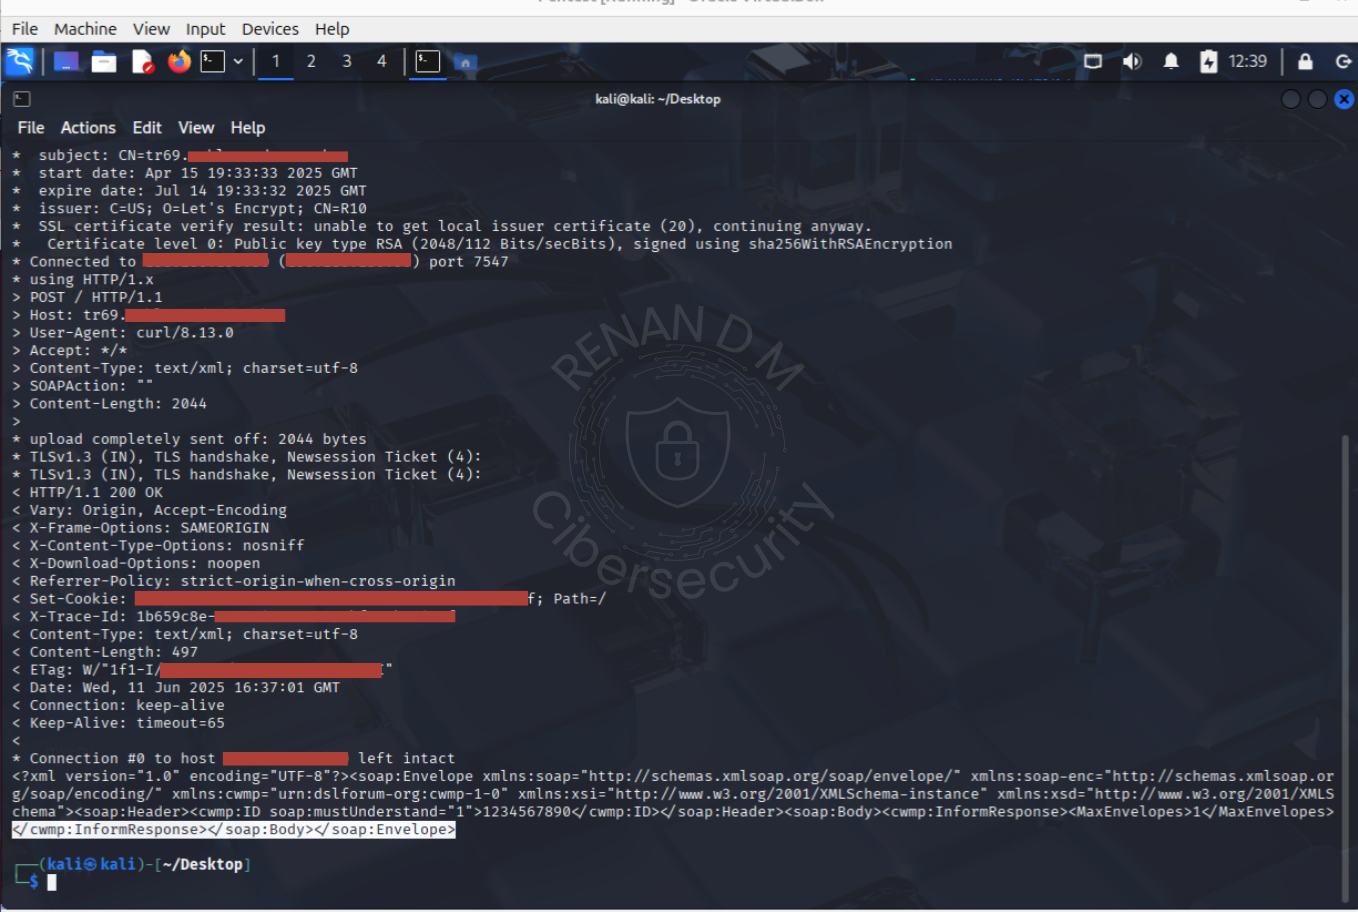 File Machine View Input Devices Help
1 2 3 4 12:39
kali@kali: ~/Desktop
File Actions Edit View Help
* subject: CN=tr69.
* start date: Apr 15 19:33:33 2025 GMT
* expire date: Jul 14 19:33:32 2025 GMT
* issuer: C=US; O=Let's Encrypt; CN=R10
* SSL certificate verify result: unable to get local issuer certificate (20), continuing anyway.
* Certificate level 0: Public key type RSA (2048/112 Bits/secBits), signed using sha256WithRSAEncryption
* Connected to ( ) port 7547
* using HTTP/1.x
> POST / HTTP/1.1
> Host: tr69.
> User-Agent: curl/8.13.0
> Accept: */*
> Content-Type: text/xml; charset=utf-8
> SOAPAction: ""
> Content-Length: 2044
>
* upload completely sent off: 2044 bytes
* TLSv1.3 (IN), TLS handshake, Newsession Ticket (4):
* TLSv1.3 (IN), TLS handshake, Newsession Ticket (4):
< HTTP/1.1 200 OK
< Vary: Origin, Accept-Encoding
< X-Frame-Options: SAMEORIGIN
< X-Content-Type-Options: nosniff
< X-Download-Options: noopen
< Referrer-Policy: strict-origin-when-cross-origin
< Set-Cookie: f; Path=/
< X-Trace-Id: 1b659c8e-
< Content-Type: text/xml; charset=utf-8
< Content-Length: 497
< ETag: W/"1f1-I/ "
< Date: Wed, 11 Jun 2025 16:37:01 GMT
< Connection: keep-alive
< Keep-Alive: timeout=65
<
* Connection #0 to host left intact
<?xml version="1.0" encoding="UTF-8"?><soap:Envelope xmlns:soap="http://schemas.xmlsoap.org/soap/envelope/" xmlns:soap-enc="http://schemas.xmlsoap.or
g/soap/encoding/" xmlns:cwmp="urn:dslforum-org:cwmp-1-0" xmlns:xsi="http://www.w3.org/2001/XMLSchema-instance" xmlns:xsd="http://www.w3.org/2001/XMLS
chema"><soap:Header><cwmp:ID soap:mustUnderstand="1">1234567890</cwmp:ID></soap:Header><soap:Body><cwmp:InformResponse><MaxEnvelopes>1</MaxEnvelopes>
</cwmp:InformResponse></soap:Body></soap:Envelope>
(kali㉿kali)-[~/Desktop]
$
RENAN D M
Cibersecurity